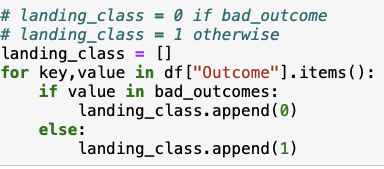 # landing_class = 0 if bad_outcome
# landing_class = 1 otherwise
landing_class = []
for key,value in df["Outcome"].items():
    if value in bad_outcomes:
        landing_class.append(0)
    else:
        landing_class.append(1)